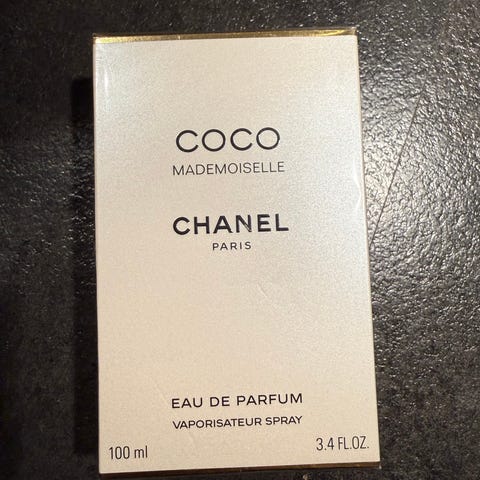 COCO
MADEMOISELLE
CHANEL
PARIS
EAU DE PARFUM
VAPORISATEUR SPRAY
100 ml 3.4 FL.OZ.